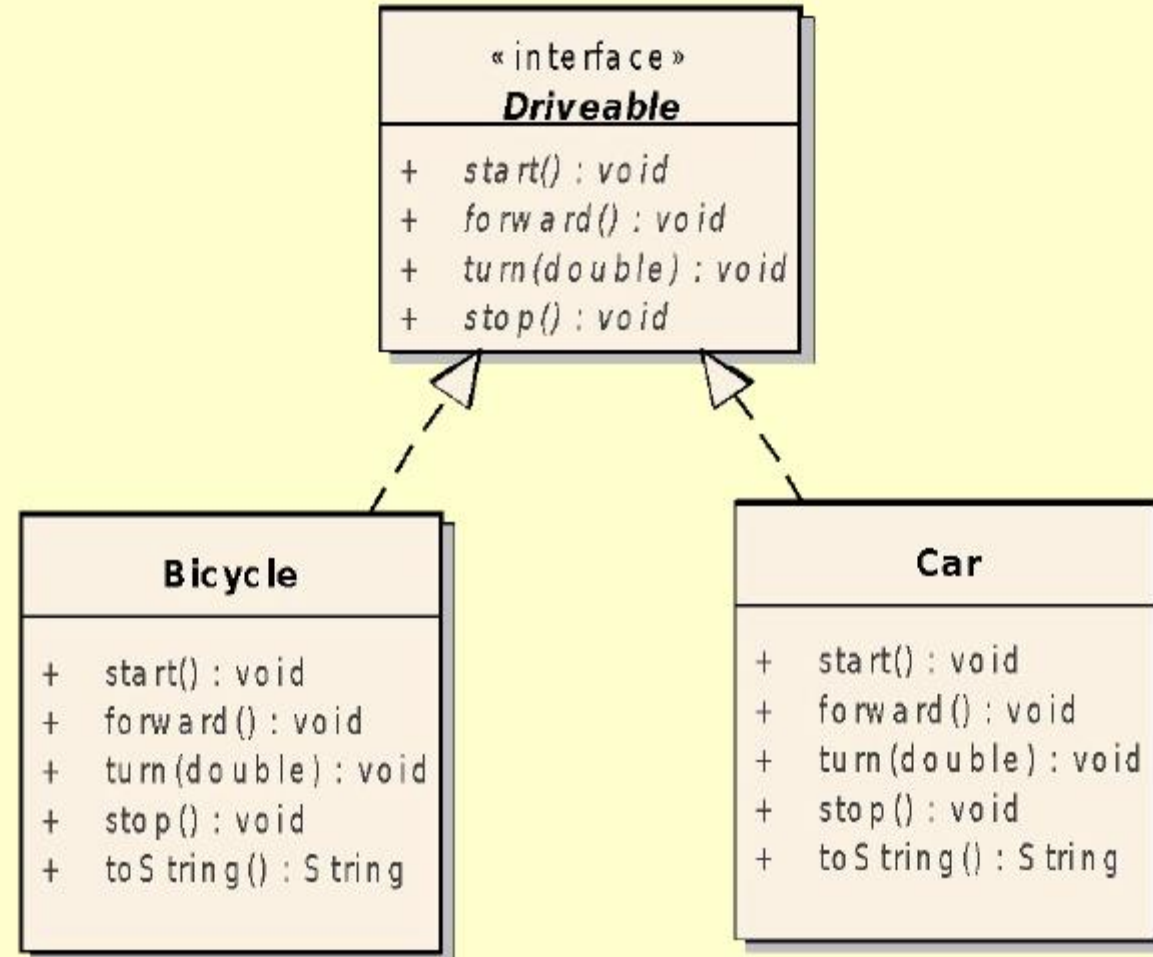 «interface»
Driveable
+ start() : void
+ forward() : void
+ turn(double) : void
+ stop() : void
Bicycle
+ start() : void
+ forward() : void
+ turn(double) : void
+ stop() : void
+ toString() : String
Car
+ start() : void
+ forward() : void
+ turn(double) : void
+ stop() : void
+ toString() : String